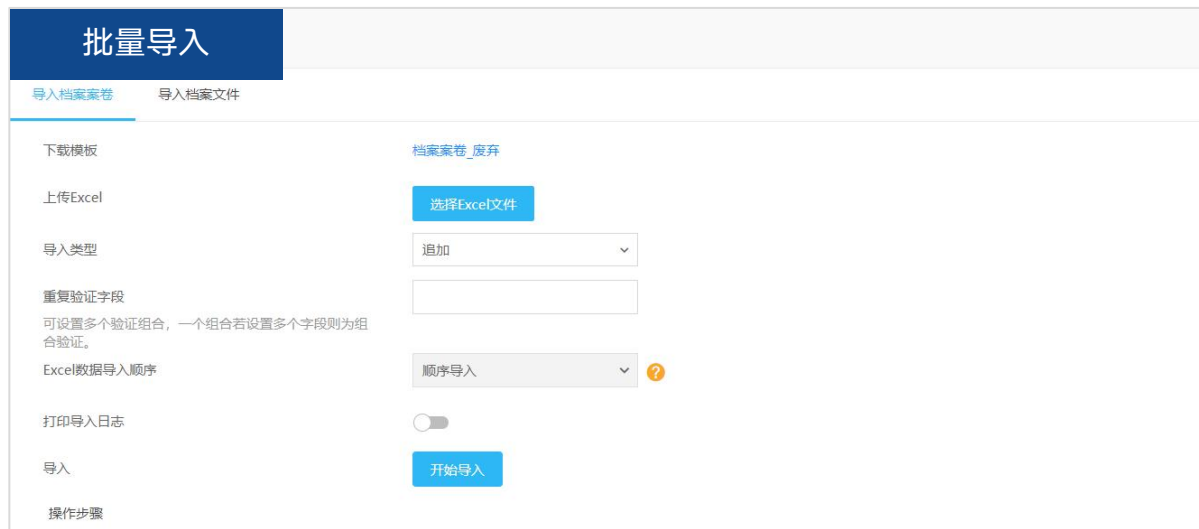 批量导入
导入档案案卷 导入档案文件
下载模板 档案案卷_废弃
上传Excel 选择Excel文件
导入类型 追加
重复验证字段
可设置多个验证组合，一个组合若设置多个字段则为组
合验证。
Excel数据导入顺序 顺序导入 ?
打印导入日志
导入 开始导入
操作步骤